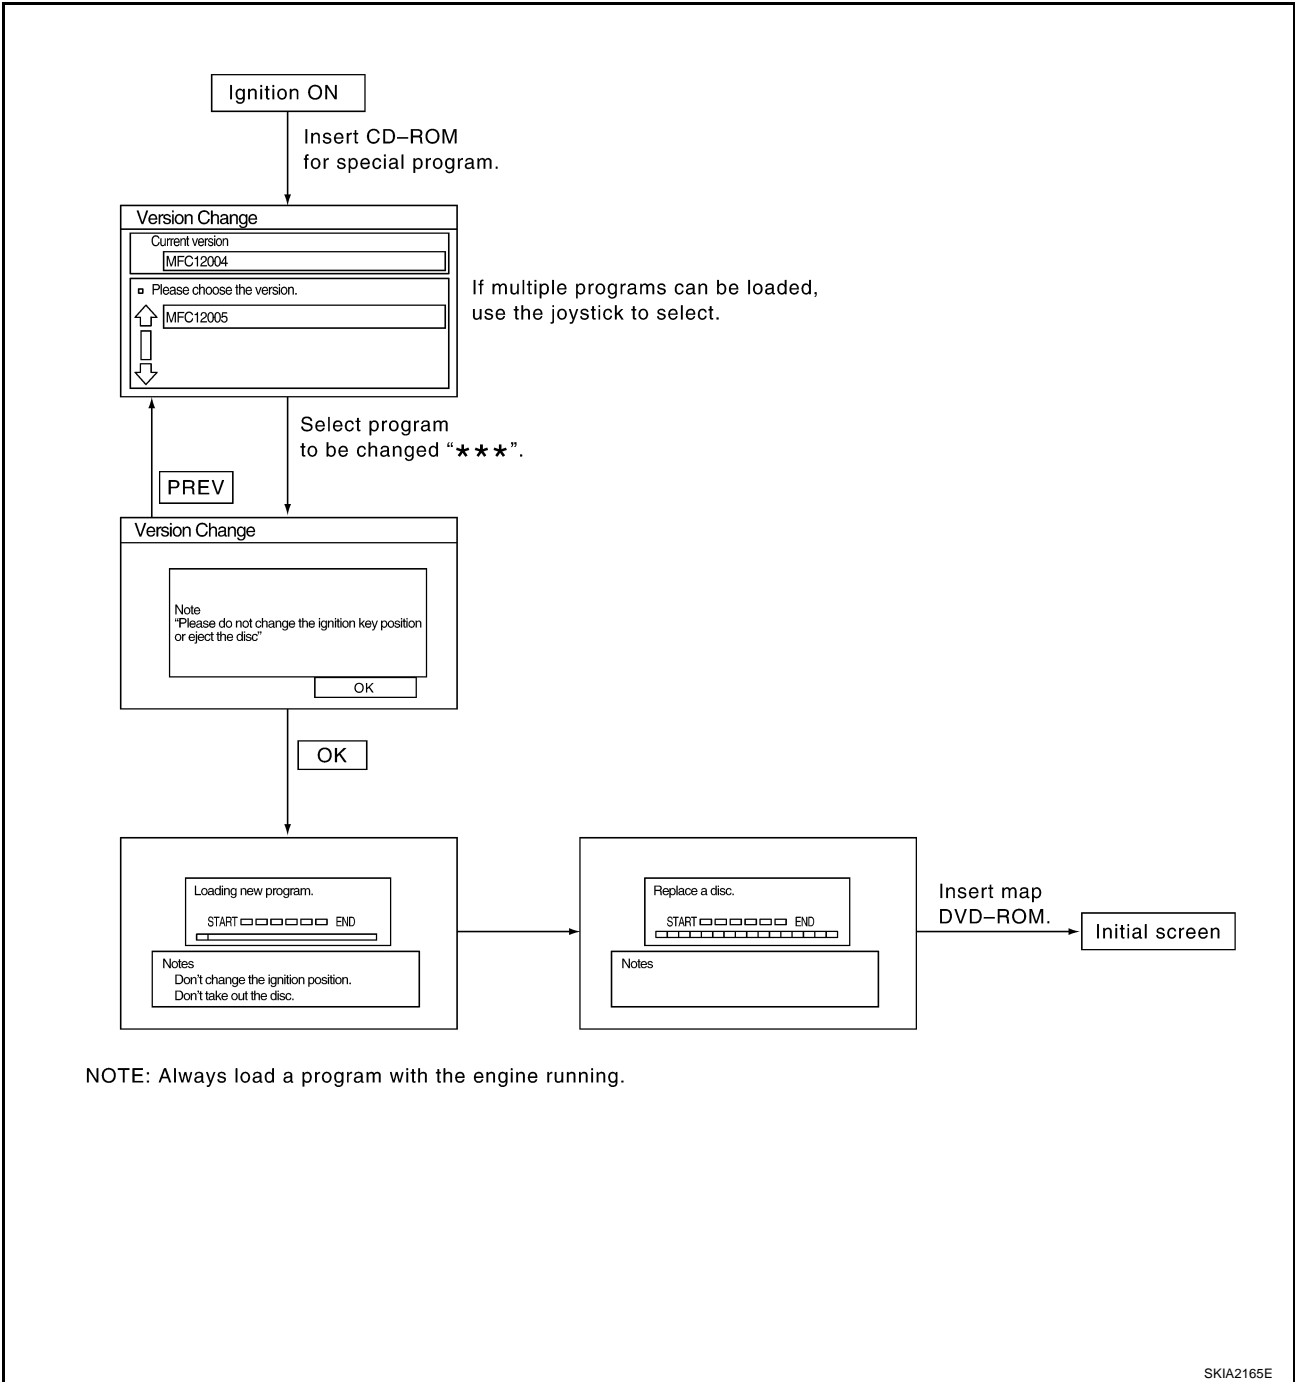 Ignition ON
Insert CD–ROM
for special program.
Version Change
Current version
MFC12004
Please choose the version.
MFC12005
If multiple programs can be loaded,
use the joystick to select.
Select program
to be changed “★★★”.
PREV
Version Change
Note
“Please do not change the ignition key position
or eject the disc”
OK
OK
Loading new program.
START END
Notes
Don’t change the ignition position.
Don’t take out the disc.
Replace a disc.
START END
Notes
Insert map
DVD–ROM.
Initial screen
NOTE: Always load a program with the engine running.
SKIA2165E